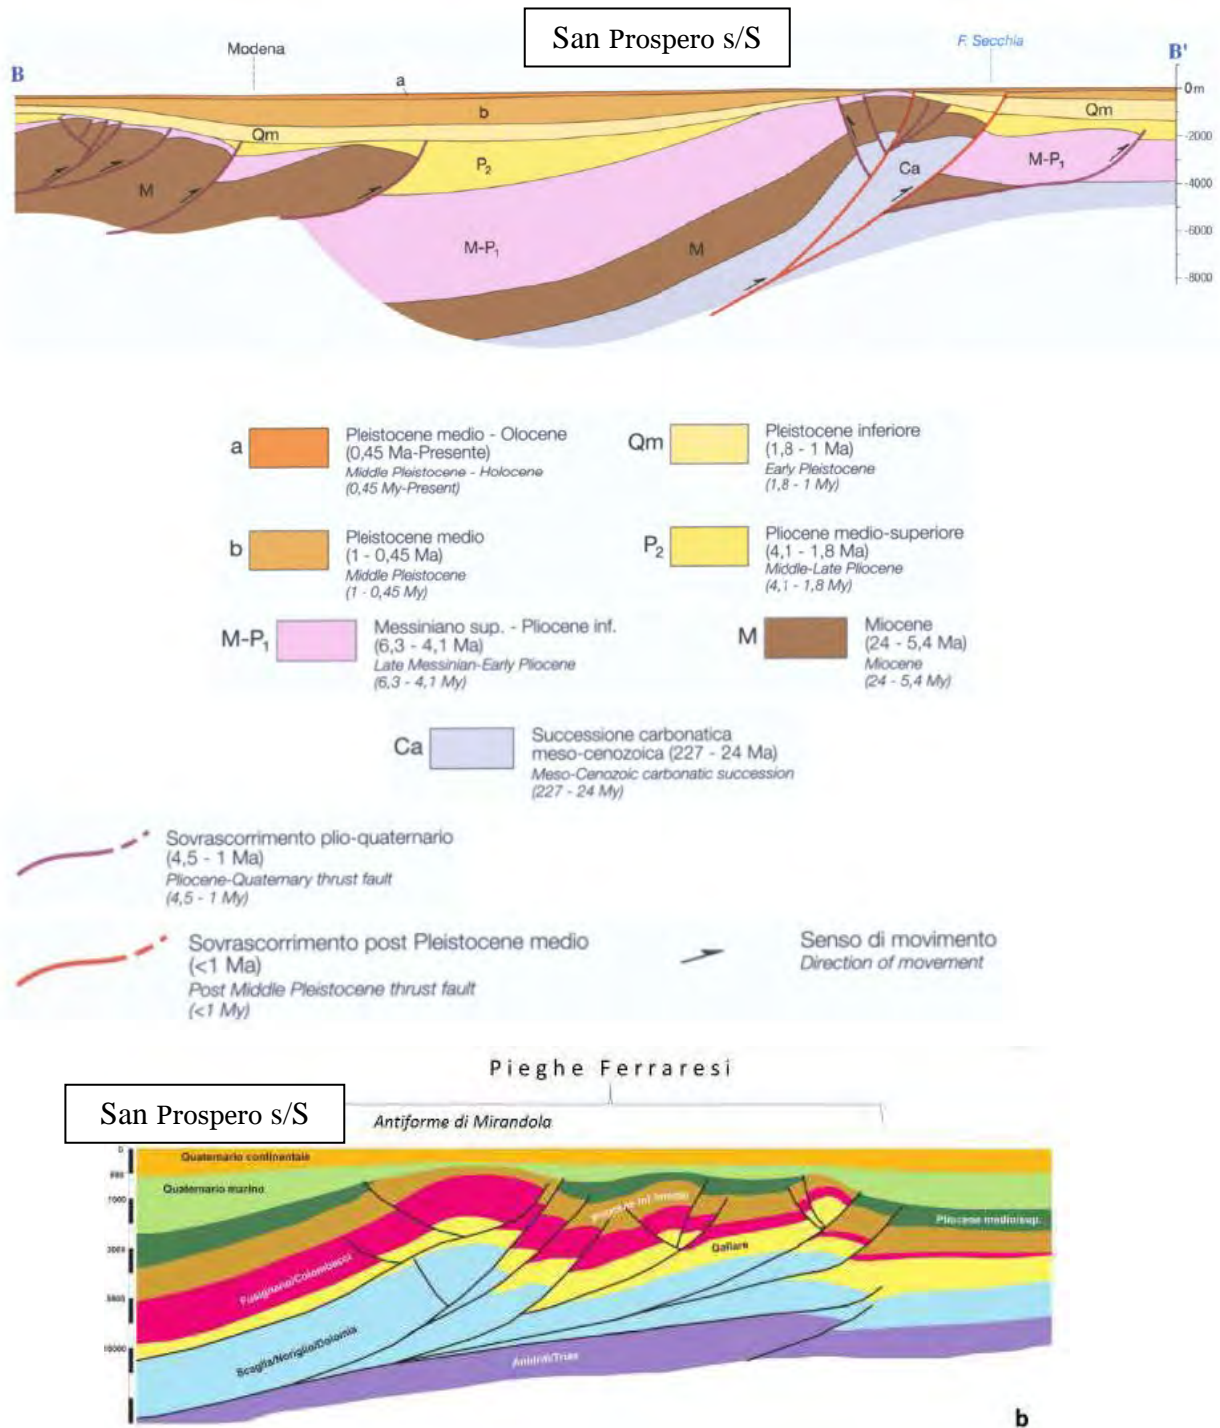 San Prospero s/S
Modena
F. Secchia
B
B'
a
0m
b
Qm
Qm
-2000
P₂
M-P₁
Ca
M
-4000
M-P₁
M
-6000
-8000
a
Pleistocene medio - Olocene
(0,45 Ma-Presente)
Middle Pleistocene - Holocene
(0,45 My-Present)
Qm
Pleistocene inferiore
(1,8 - 1 Ma)
Early Pleistocene
(1,8 - 1 My)
b
Pleistocene medio
(1 - 0,45 Ma)
Middle Pleistocene
(1 - 0,45 My)
P₂
Pliocene medio-superiore
(4,1 - 1,8 Ma)
Middle-Late Pliocene
(4,1 - 1,8 My)
M-P₁
Messiniano sup. - Pliocene inf.
(6,3 - 4,1 Ma)
Late Messinian-Early Pliocene
(6,3 - 4,1 My)
M
Miocene
(24 - 5,4 Ma)
Miocene
(24 - 5,4 My)
Ca
Successione carbonatica
meso-cenozoica (227 - 24 Ma)
Meso-Cenozoic carbonatic succession
(227 - 24 My)
Sovrascorrimento plio-quaternario
(4,5 - 1 Ma)
Pliocene-Quaternary thrust fault
(4,5 - 1 My)
Sovrascorrimento post Pleistocene medio
(<1 Ma)
Post Middle Pleistocene thrust fault
(<1 My)
Senso di movimento
Direction of movement
Pieghe Ferraresi
San Prospero s/S
Antiforme di Mirandola
0
Quaternario continentale
Quaternario marino
Pliocene medio/sup.
Gallare
Fusignano/Colombacci
Scaglia/Noriglio/Dolomia
Anidriti/Trias
10000
b